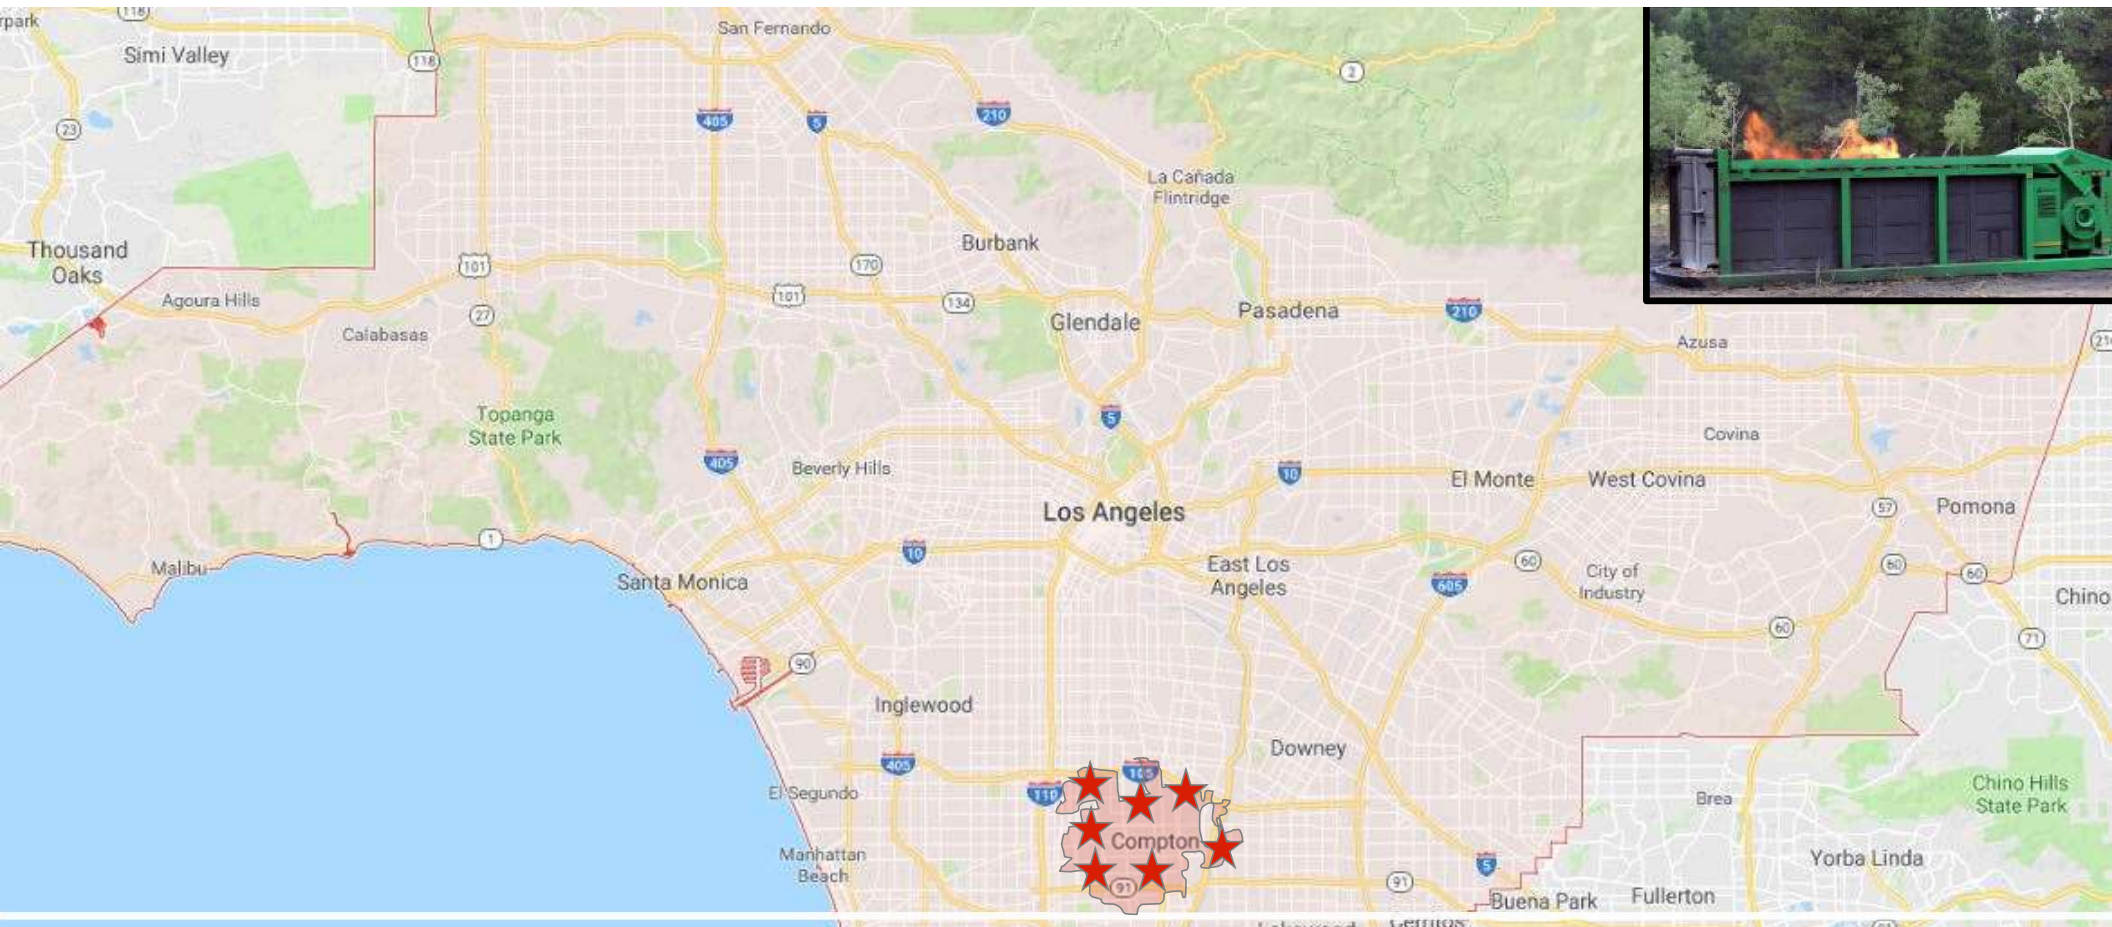 118
San Fernando
Simi Valley
118
2
23
405
5
210
La Cañada
Flintridge
Thousand
Oaks
Burbank
101
170
Agoura Hills
101
134
27
Calabasas
Glendale
Pasadena
210
Azusa
Topanga
State Park
5
Covina
405
Beverly Hills
10
El Monte
West Covina
Los Angeles
57
Pomona
1
10
Malibu
Santa Monica
East Los
Angeles
60
605
City of
Industry
60
60
Chino
60
71
90
Inglewood
Downey
405
105
110
El Segundo
Brea
Chino Hills
State Park
Compton
Manhattan
Beach
5
Yorba Linda
91
91
Buena Park
Fullerton